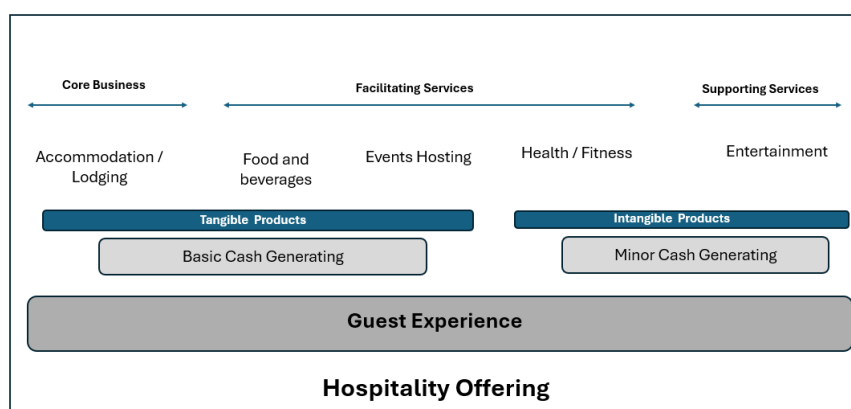 Core Business
Facilitating Services
Supporting Services
Accommodation /
Lodging
Food and
beverages
Events Hosting
Health / Fitness
Entertainment
Tangible Products
Intangible Products
Basic Cash Generating
Minor Cash Generating
Guest Experience
Hospitality Offering